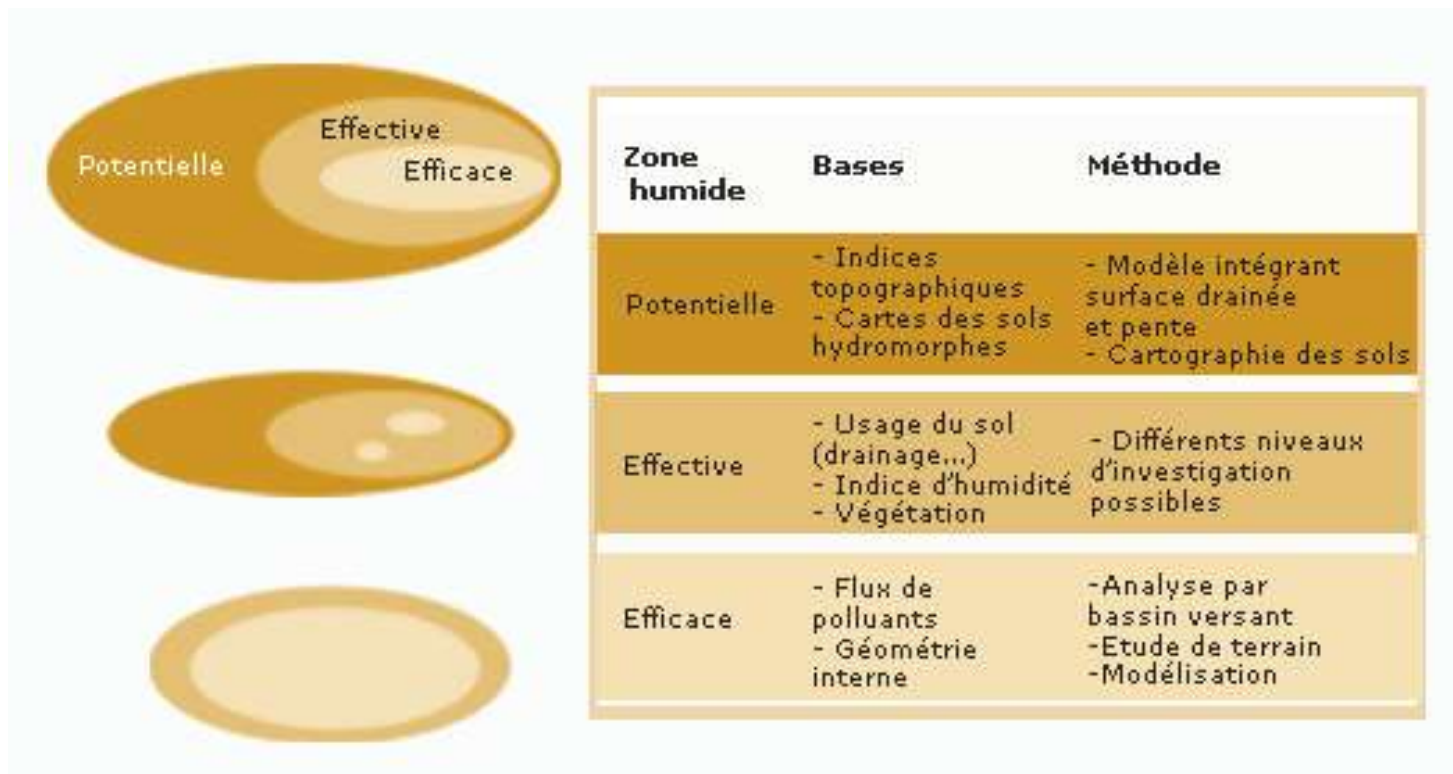 Effective
Potentielle
Efficace
Zone
humide
Bases
Méthode
Potentielle
- Indices
topographiques
- Cartes des sols
hydromorphes
- Modèle intégrant
surface drainée
et pente
- Cartographie des sols
Effective
- Usage du sol
(drainage...)
- Indice d'humidité
- Végétation
- Différents niveaux
d'investigation
possibles
Efficace
- Flux de
polluants
- Géométrie
interne
-Analyse par
bassin versant
-Etude de terrain
-Modélisation